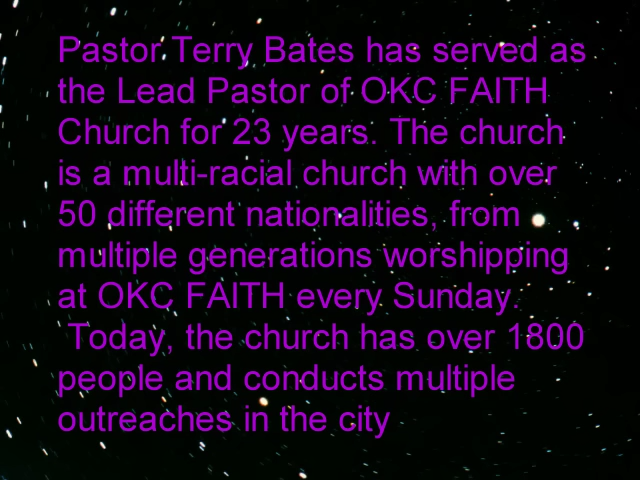 Pastor Terry Bates has served as
the Lead Pastor of OKC FAITH
Church for 23 years. The church
is a multi-racial church with over
50 different nationalities, from
multiple generations worshipping
at OKC FAITH every Sunday.
Today, the church has over 1800
people and conducts multiple
outreaches in the city